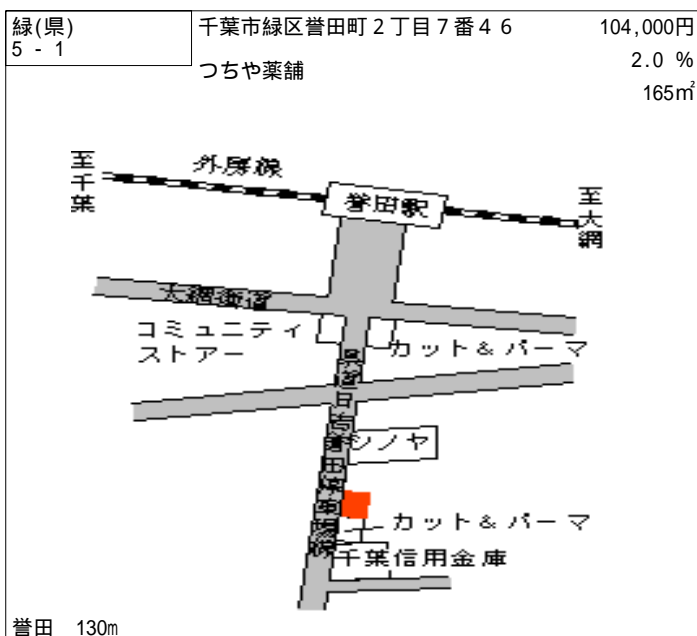 緑(県)
5 - 1
千葉市緑区誉田町2丁目7番46
104,000円
つちや薬舗
2.0 %
165㎡
至千葉
外房線
誉田駅
至大網
大網街道
コミュニティ
ストアー
カット&パーマ
シノヤ
カット&パーマ
千葉信用金庫
誉田 130m